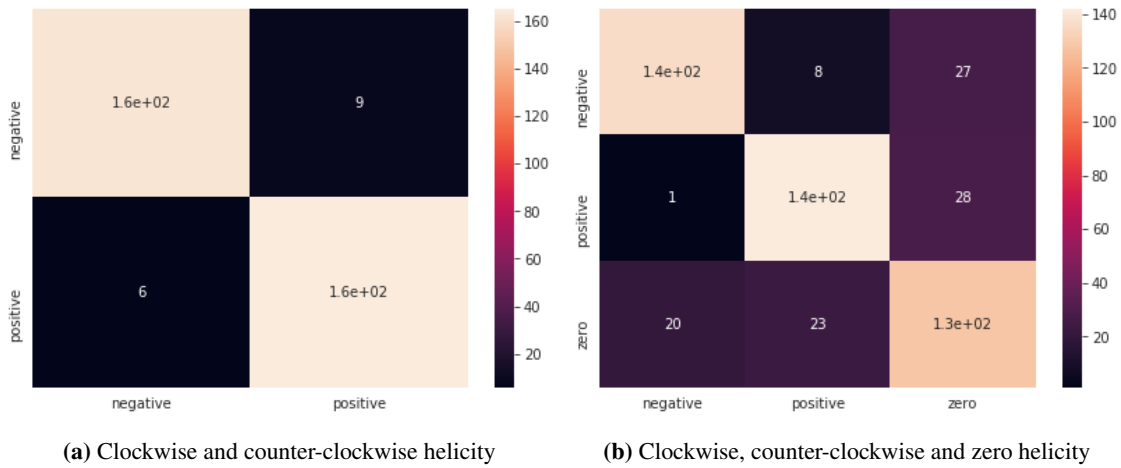 negative
1.6e+02 9
positive
6 1.6e+02
negative positive
160
140
120
100
80
60
40
20
negative
1.4e+02 8 27
positive
1 1.4e+02 28
zero
20 23 1.3e+02
negative positive zero
140
120
100
80
60
40
20
(a) Clockwise and counter-clockwise helicity
(b) Clockwise, counter-clockwise and zero helicity